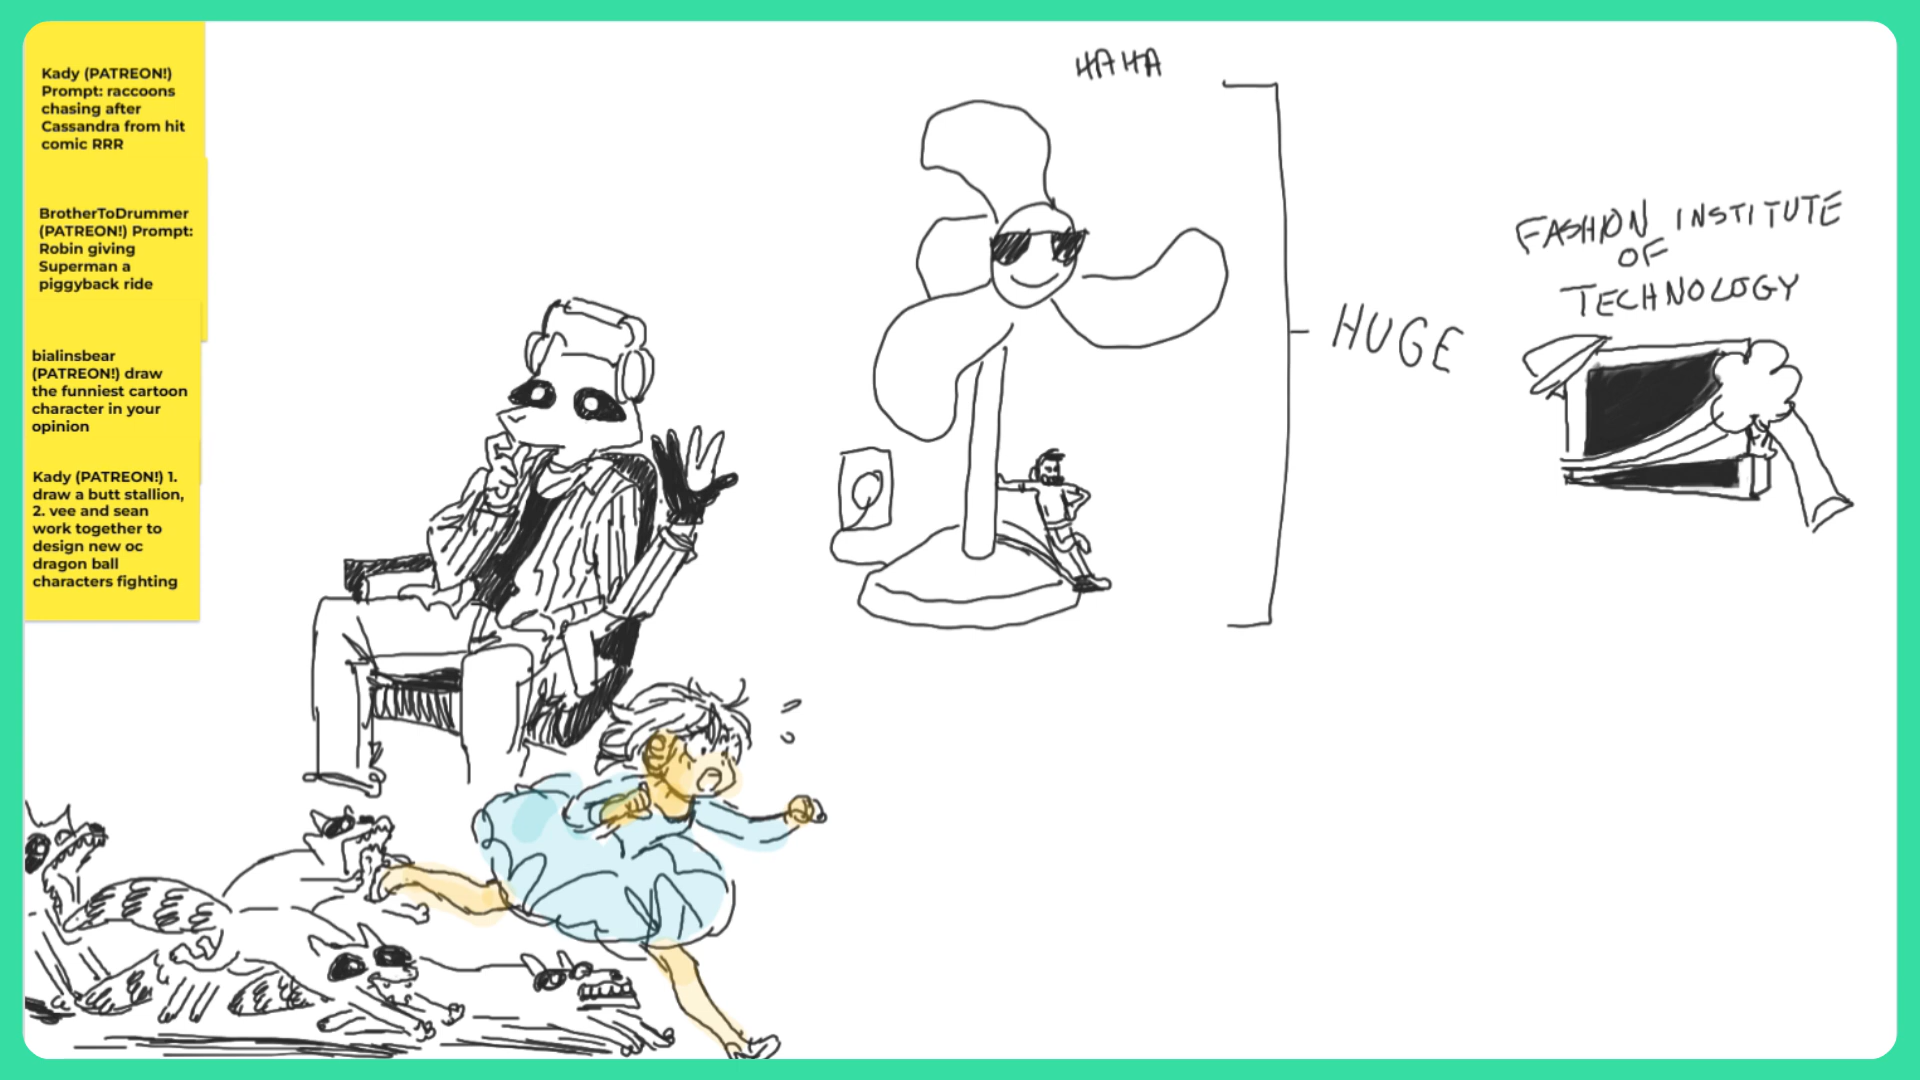 Kady (PATREON!)
Prompt: raccoons
chasing after
Cassandra from hit
comic RRR
BrotherToDrummer
(PATREON!) Prompt:
Robin giving
Superman a
piggyback ride
bialinsbear
(PATREON!) draw
the funniest cartoon
character in your
opinion
Kady (PATREON!) 1.
draw a butt stallion,
2. vee and sean
work together to
design new oc
dragon ball
characters fighting
HAHA
HUGE
FASHION INSTITUTE
OF
TECHNOLOGY